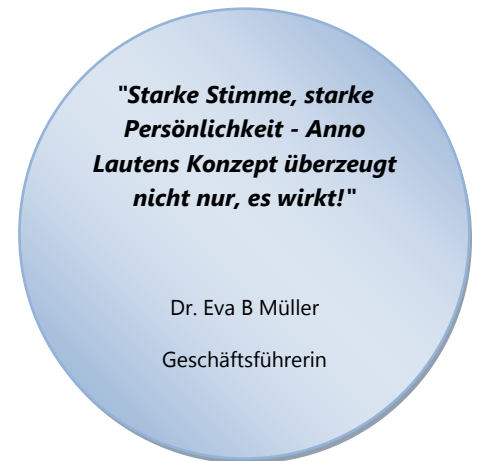 "Starke Stimme, starke
Persönlichkeit - Anno
Lautens Konzept überzeugt
nicht nur, es wirkt!"
Dr. Eva B Müller
Geschäftsführerin